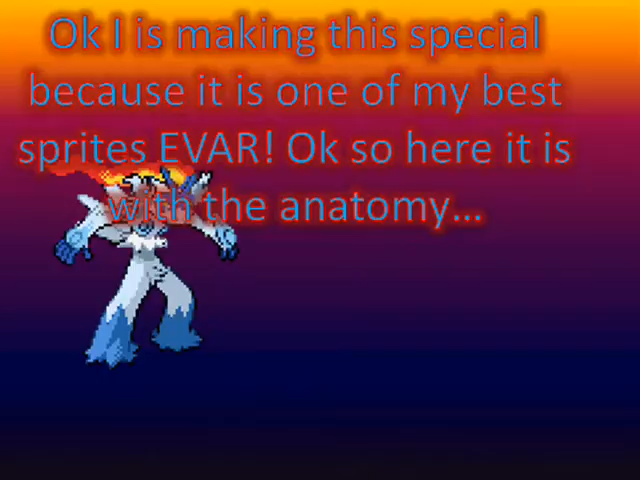 Ok I is making this special
because it is one of my best
sprites EVAR! Ok so here it is
with the anatomy...